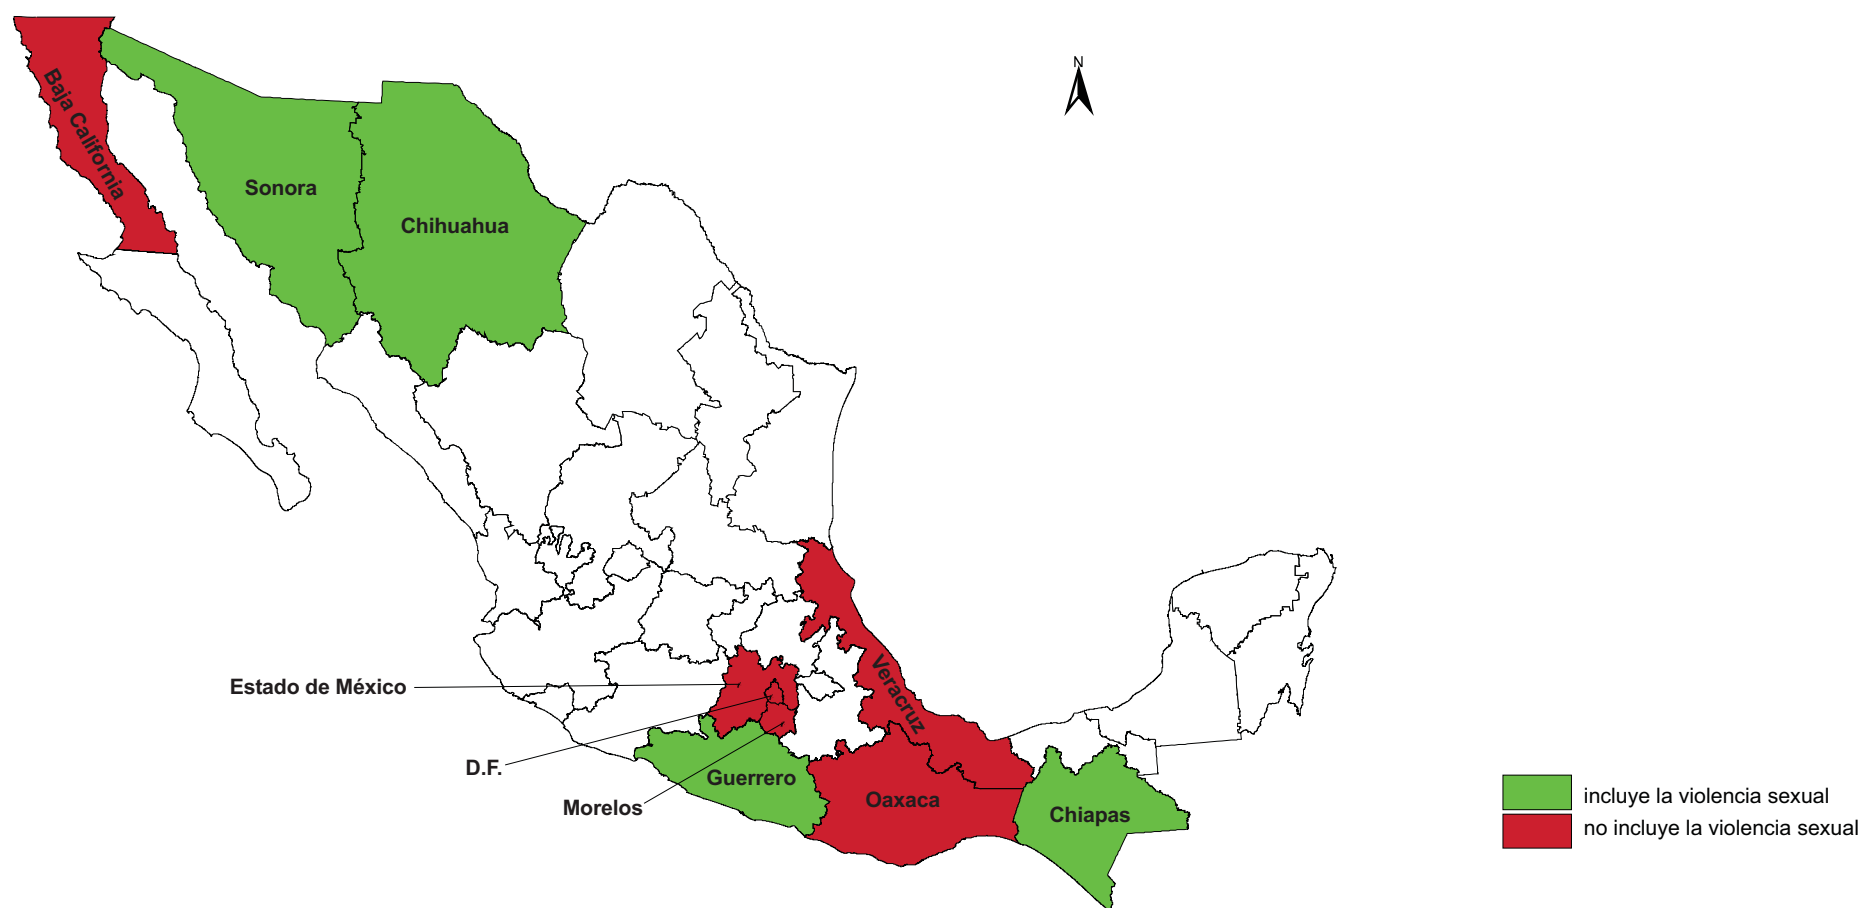 N
Baja California
Sonora
Chihuahua
Veracruz
Estado de México
D.F.
Guerrero
Morelos
Oaxaca
Chiapas
incluye la violencia sexual
no incluye la violencia sexual